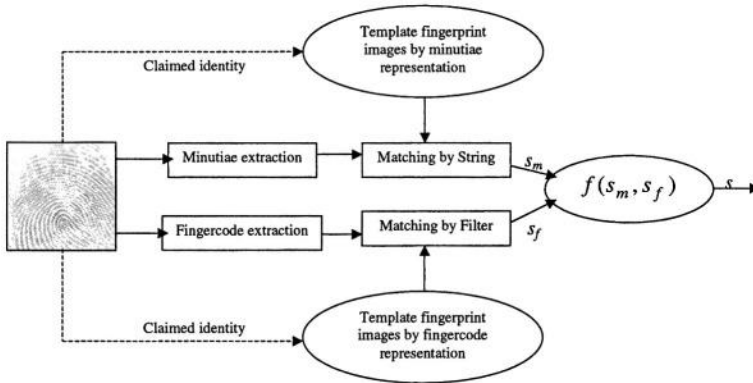 Template fingerprint
images by minutiae
representation
Claimed identity
Minutiae extraction
Matching by String
s_m
f(s_m, s_f)
s
Fingercode extraction
Matching by Filter
s_f
Claimed identity
Template fingerprint
images by fingercode
representation